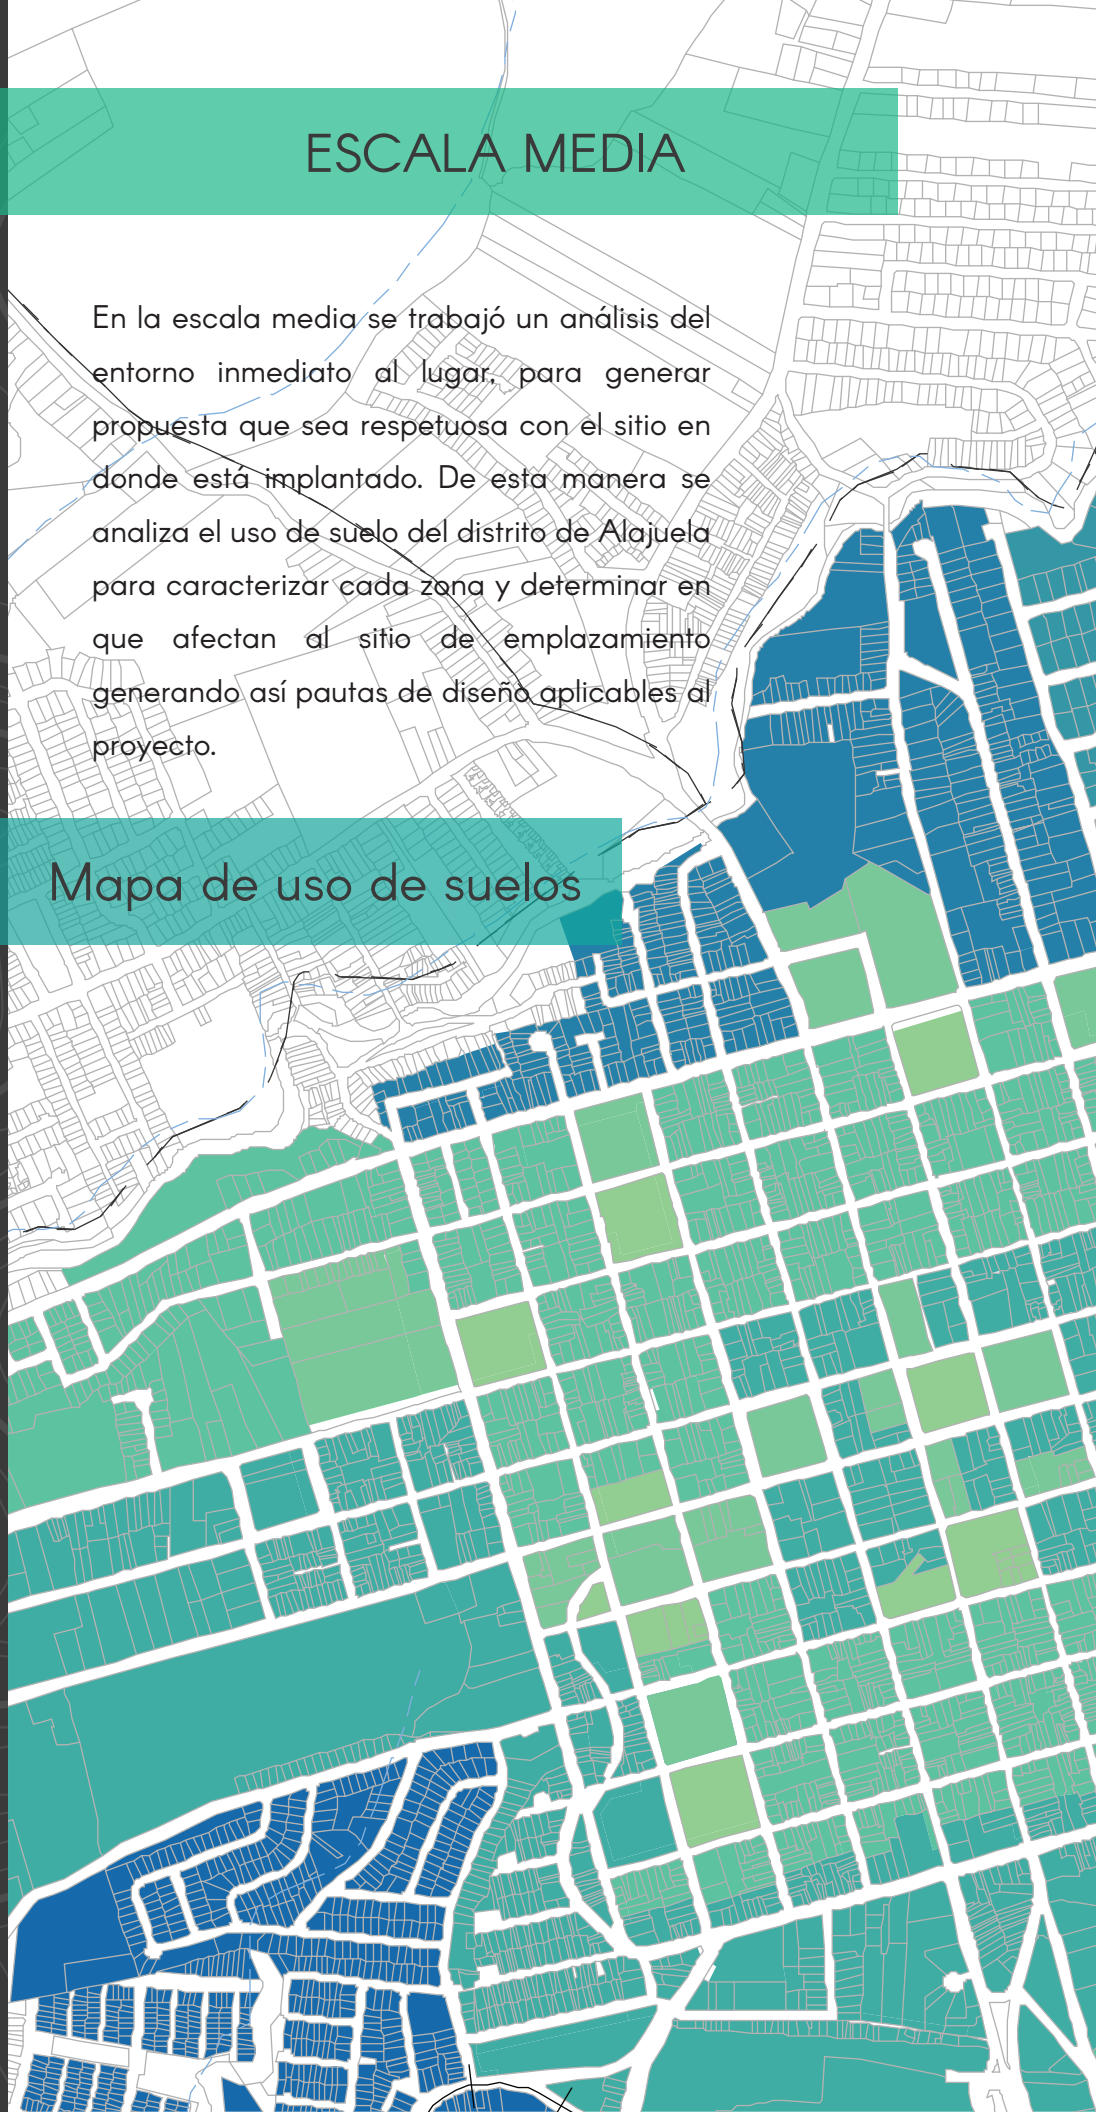 ESCALA MEDIA
En la escala media se trabajó un análisis del
entorno inmediato al lugar, para generar
propuesta que sea respetuosa con el sitio en
donde está implantado. De esta manera se
analiza el uso de suelo del distrito de Alajuela
para caracterizar cada zona y determinar en
que afectan al sitio de emplazamiento
generando así pautas de diseño aplicables al
proyecto.
Mapa de uso de suelos